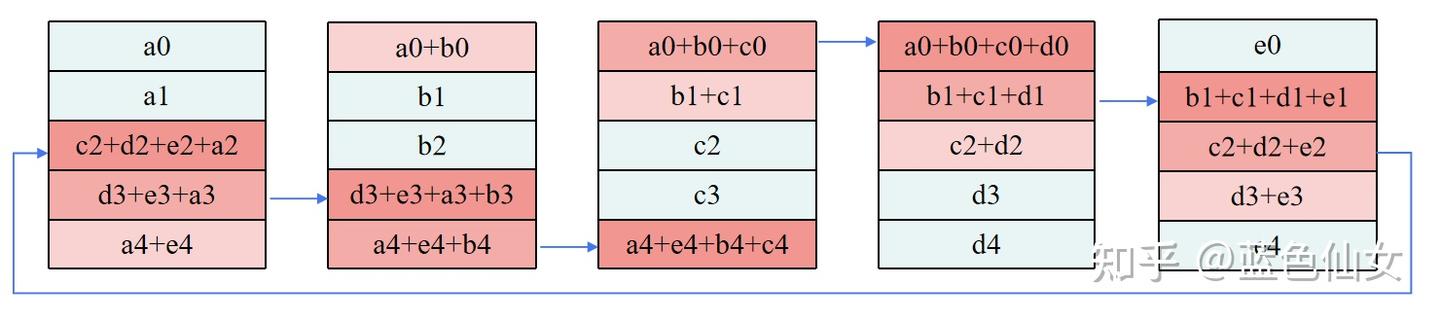 a0
a1
c2+d2+e2+a2
d3+e3+a3
a4+e4
a0+b0
b1
b2
d3+e3+a3+b3
a4+e4+b4
a0+b0+c0
b1+c1
c2
c3
a4+e4+b4+c4
a0+b0+c0+d0
b1+c1+d1
c2+d2
d3
d4
e0
b1+c1+d1+e1
c2+d2+e2
d3+e3
e4
知乎 @蓝色仙女